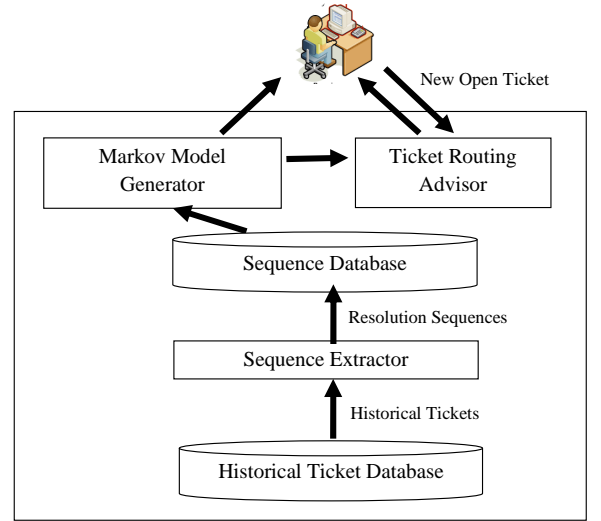 New Open Ticket
Markov Model
Generator
Ticket Routing
Advisor
Sequence Database
Resolution Sequences
Sequence Extractor
Historical Tickets
Historical Ticket Database